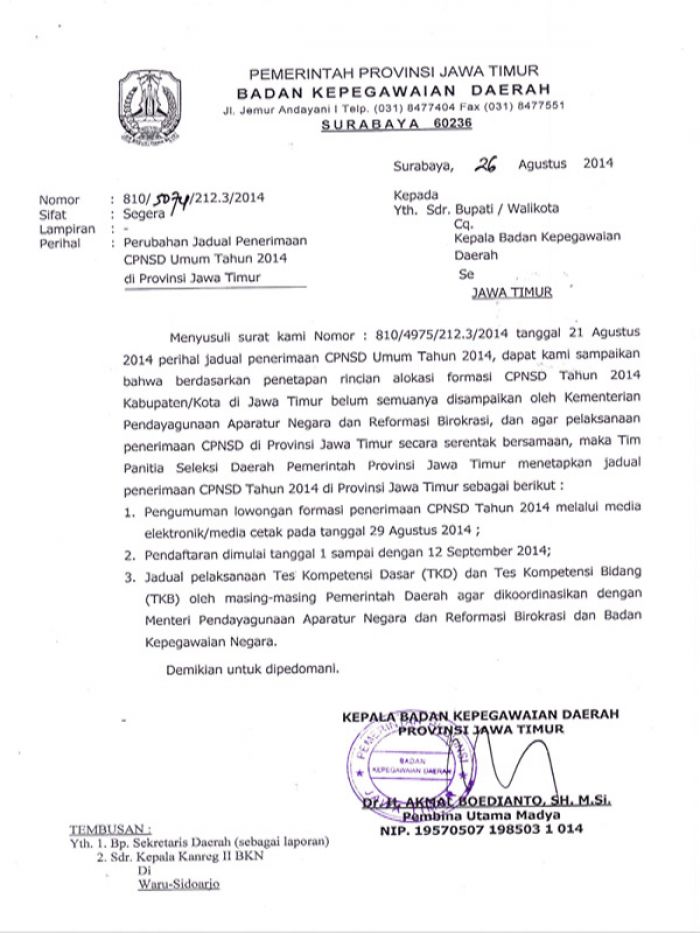 PEMERINTAH PROVINSI JAWA TIMUR
BADAN KEPEGAWAIAN DAERAH
Jl. Jemur Andayani I Telp. (031) 8477404 Fax (031) 8477551
SURABAYA 60236
Surabaya, 26 Agustus 2014
Nomor : 810/5074/212.3/2014
Sifat : Segera
Lampiran : -
Perihal : Perubahan Jadual Penerimaan
CPNSD Umum Tahun 2014
di Provinsi Jawa Timur
Kepada
Yth. Sdr. Bupati / Walikota
Cq.
Kepala Badan Kepegawaian
Daerah
Se
JAWA TIMUR
Menyusuli surat kami Nomor : 810/4975/212.3/2014 tanggal 21 Agustus
2014 perihal jadual penerimaan CPNSD Umum Tahun 2014, dapat kami sampaikan
bahwa berdasarkan penetapan rincian alokasi formasi CPNSD Tahun 2014
Kabupaten/Kota di Jawa Timur belum semuanya disampaikan oleh Kementerian
Pendayagunaan Aparatur Negara dan Reformasi Birokrasi, dan agar pelaksanaan
penerimaan CPNSD di Provinsi Jawa Timur secara serentak bersamaan, maka Tim
Panitia Seleksi Daerah Pemerintah Provinsi Jawa Timur menetapkan jadual
penerimaan CPNSD Tahun 2014 di Provinsi Jawa Timur sebagai berikut :
1. Pengumuman lowongan formasi penerimaan CPNSD Tahun 2014 melalui media
elektronik/media cetak pada tanggal 29 Agustus 2014 ;
2. Pendaftaran dimulai tanggal 1 sampai dengan 12 September 2014;
3. Jadual pelaksanaan Tes Kompetensi Dasar (TKD) dan Tes Kompetensi Bidang
(TKB) oleh masing-masing Pemerintah Daerah agar dikoordinasikan dengan
Menteri Pendayagunaan Aparatur Negara dan Reformasi Birokrasi dan Badan
Kepegawaian Negara.
Demikian untuk dipedomani.
KEPALA BADAN KEPEGAWAIAN DAERAH
PROVINSI JAWA TIMUR
BADAN
KEPEGAWAIAN DAERAH
Dr. H. AKMAL BOEDIANTO, SH. M.Si.
Pembina Utama Madya
NIP. 19570507 198503 1 014
TEMBUSAN :
Yth. 1. Bp. Sekretaris Daerah (sebagai laporan)
2. Sdr. Kepala Kanreg II BKN
Di
Waru-Sidoarjo